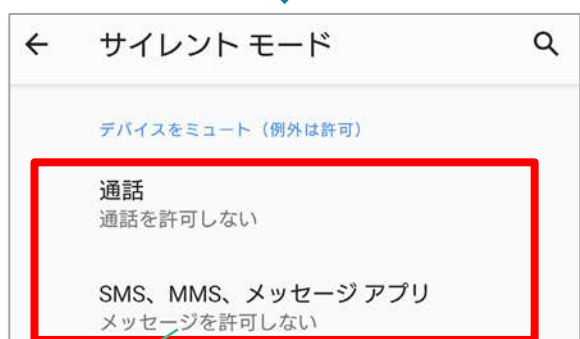 サイレント モード
デバイスをミュート（例外は許可）
通話
通話を許可しない
SMS、MMS、メッセージ アプリ
メッセージを許可しない